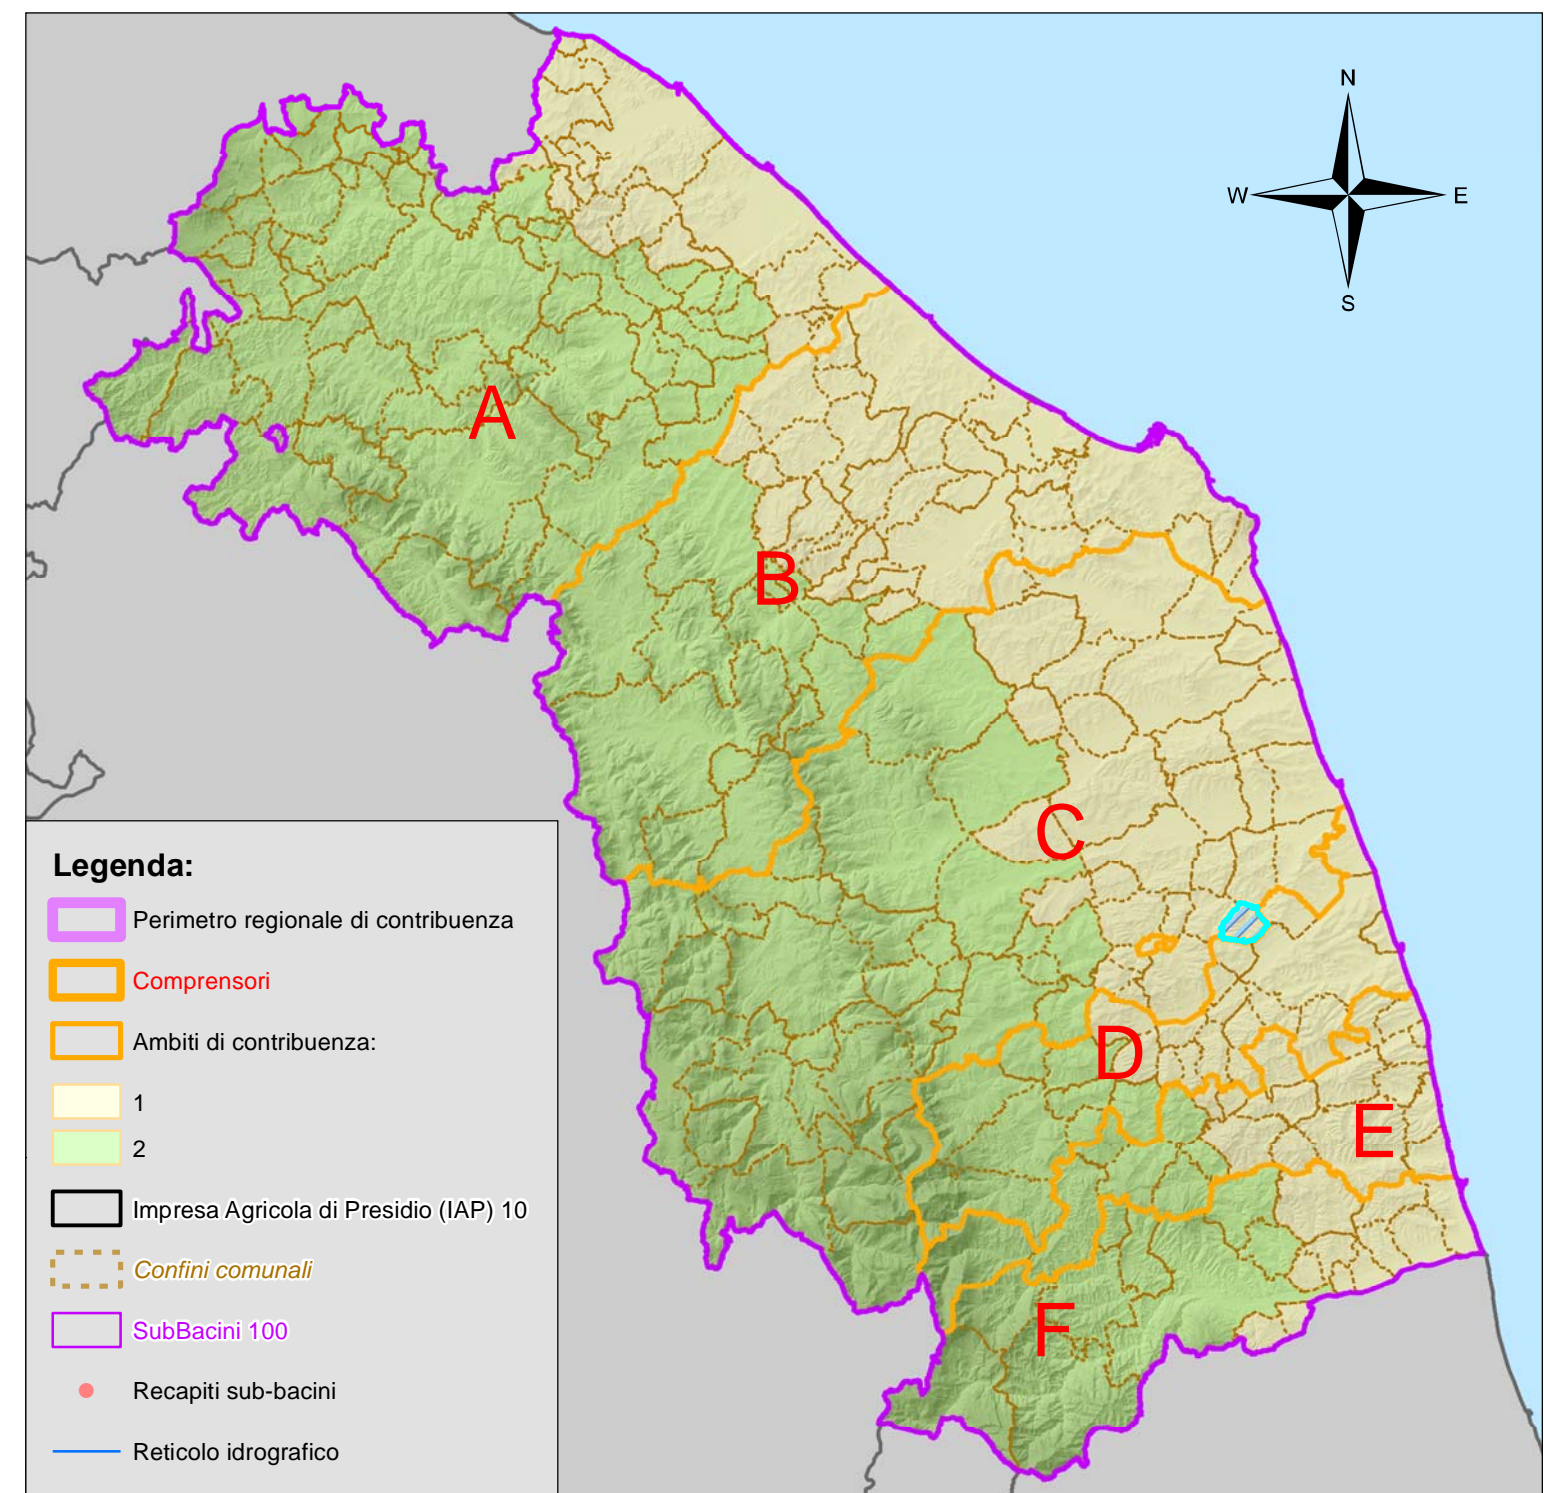 N
W E
S
A
B
C
D
E
F
Legenda:
Perimetro regionale di contribuenza
Comprensori
Ambiti di contribuenza:
1
2
Impresa Agricola di Presidio (IAP) 10
Confini comunali
SubBacini 100
Recapiti sub-bacini
Reticolo idrografico